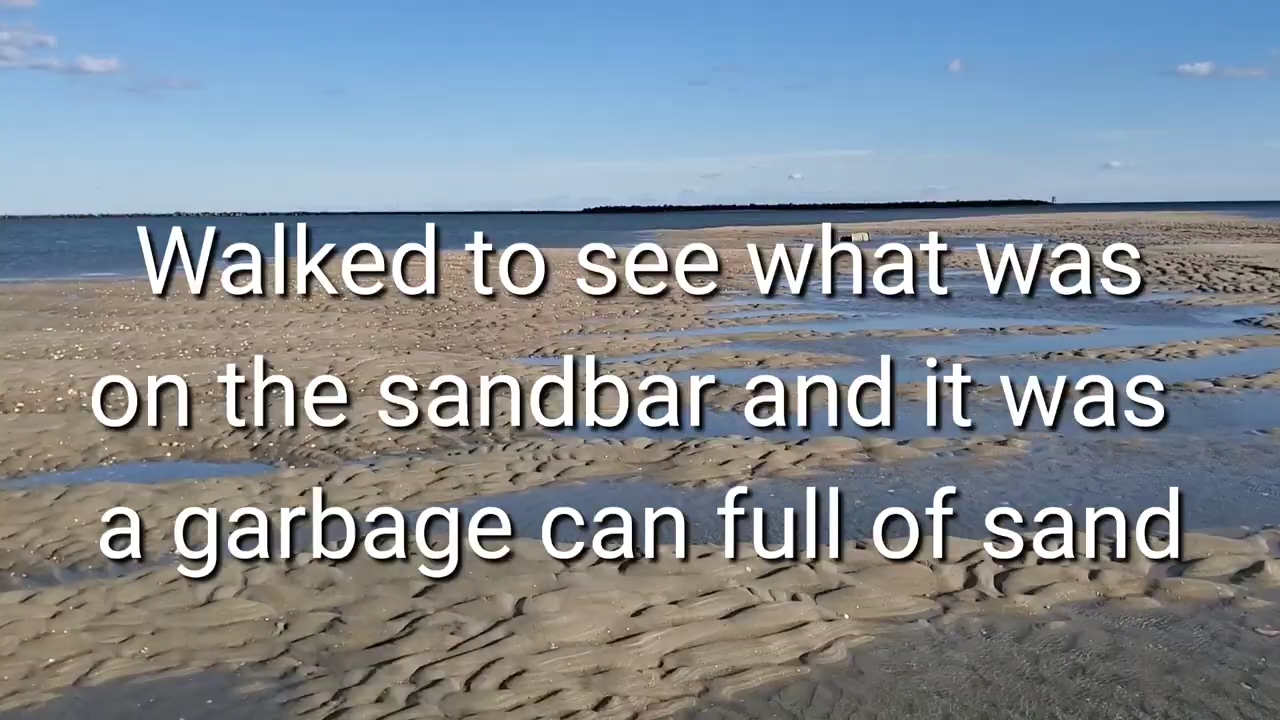 Walked to see what was
on the sandbar and it was
a garbage can full of sand